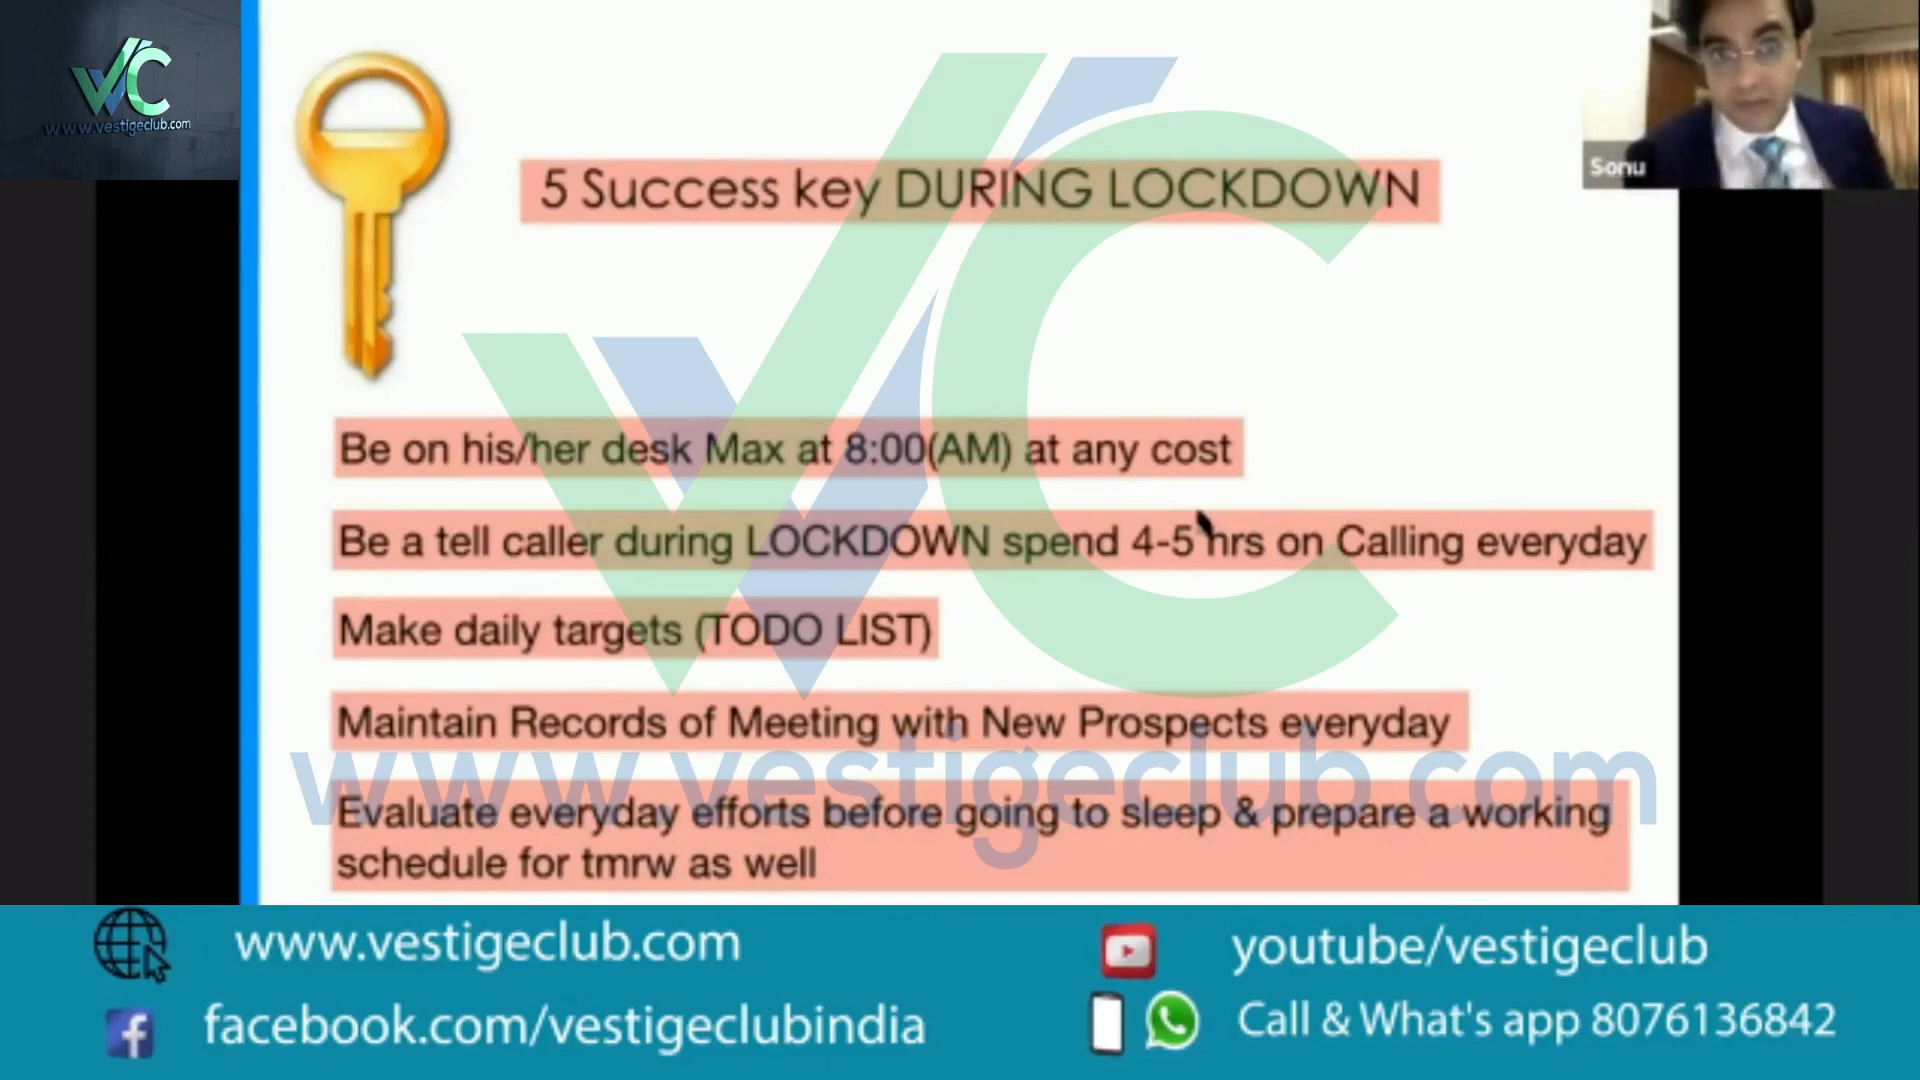 VC
www.vestigeclub.com
Sonu
5 Success key DURING LOCKDOWN
Be on his/her desk Max at 8:00(AM) at any cost
Be a tell caller during LOCKDOWN spend 4-5 hrs on Calling everyday
Make daily targets (TODO LIST)
Maintain Records of Meeting with New Prospects everyday
www.vestigeclub.com
Evaluate everyday efforts before going to sleep & prepare a working
schedule for tmrw as well
www.vestigeclub.com
youtube/vestigeclub
facebook.com/vestigeclubindia
Call & What's app 8076136842